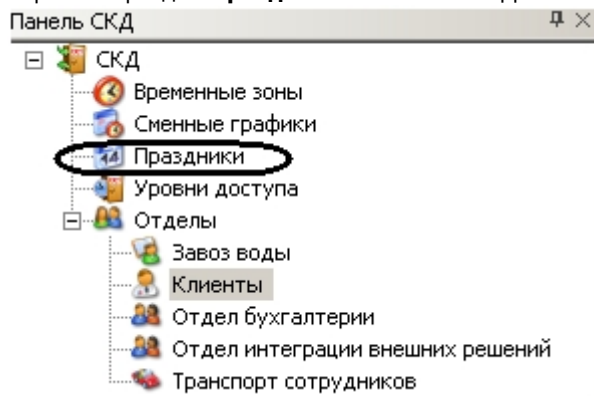 Панель СКД
СКД
Временные зоны
Сменные графики
Праздники
Уровни доступа
Отделы
Завоз воды
Клиенты
Отдел бухгалтерии
Отдел интеграции внешних решений
Транспорт сотрудников